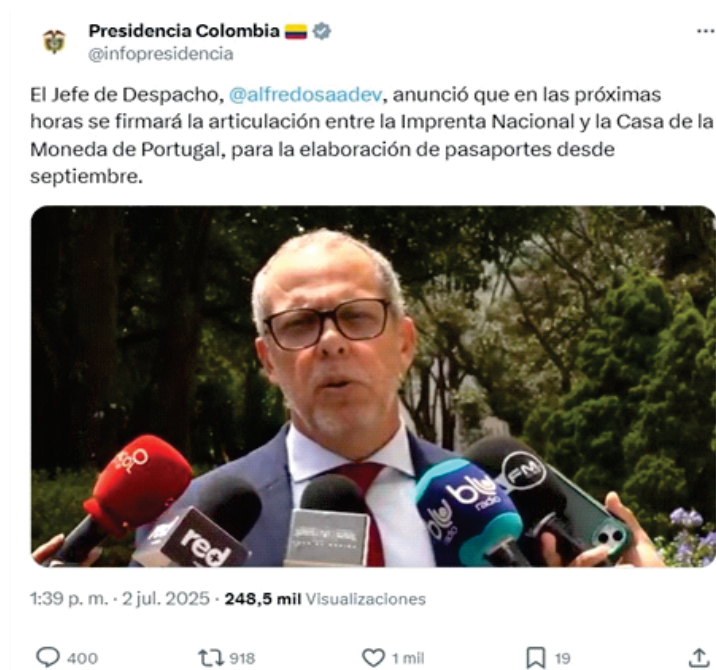 Presidencia Colombia
@infopresidencia
El Jefe de Despacho, @alfredosaadev, anunció que en las próximas
horas se firmará la articulación entre la Imprenta Nacional y la Casa de la
Moneda de Portugal, para la elaboración de pasaportes desde
septiembre.
red+
blu
radio
FM
1:39 p. m. · 2 jul. 2025 · 248,5 mil Visualizaciones
400 918 1 mil 19